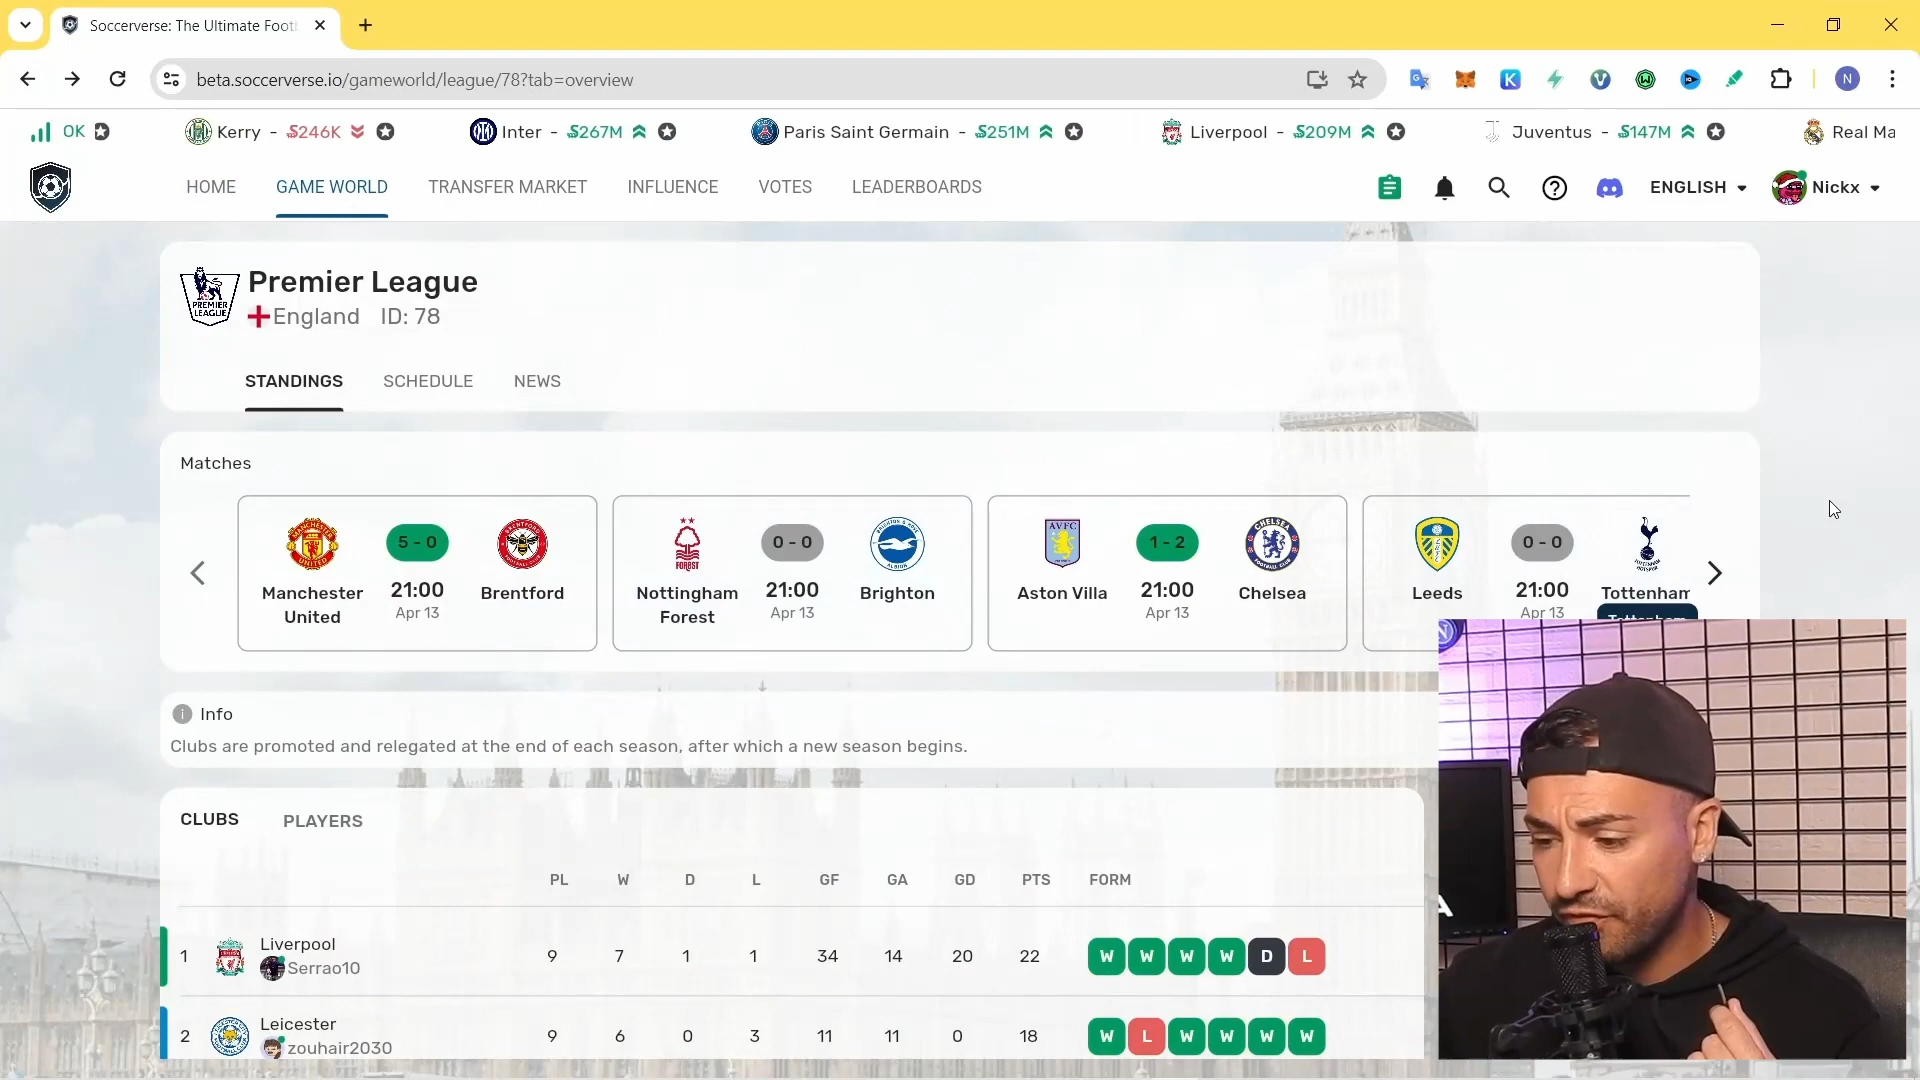 Soccerverse: The Ultimate Foot
beta.soccerverse.io/gameworld/league/78?tab=overview
N
OK Kerry - $246K Inter - $267M Paris Saint Germain - $251M Liverpool - $209M Juventus - $147M Real Ma
HOME GAME WORLD TRANSFER MARKET INFLUENCE VOTES LEADERBOARDS ENGLISH Nickx
PREMIER LEAGUE
Premier League
England ID: 78
STANDINGS SCHEDULE NEWS
Matches
5 - 0 0 - 0 1 - 2 0 - 0
Manchester United 21:00 Apr 13 Brentford
Nottingham Forest 21:00 Apr 13 Brighton
Aston Villa 21:00 Apr 13 Chelsea
Leeds 21:00 Apr 13 Tottenham
Info
Clubs are promoted and relegated at the end of each season, after which a new season begins.
CLUBS PLAYERS
PL W D L GF GA GD PTS FORM
1 Liverpool 9 7 1 1 34 14 20 22 W W W W D L
Serrao10
2 Leicester 9 6 0 3 11 11 0 18 W L W W W W
zouhair2030